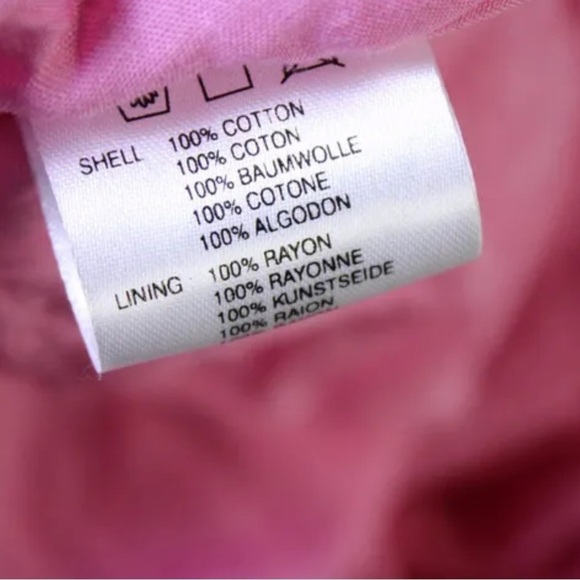 SHELL 100% COTTON
100% COTON
100% BAUMWOLLE
100% COTONE
100% ALGODON
LINING 100% RAYON
100% RAYONNE
100% KUNSTSEIDE
100% RAION